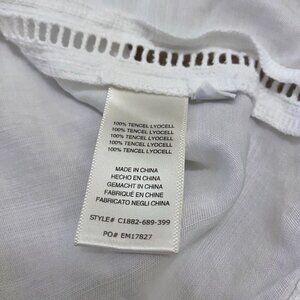 100% TENCEL LYOCELL
100% TENCEL LYOCELL
100% TENCEL LYOCELL
100% TENCEL LYOCELL
100% TENCEL LYOCELL
MADE IN CHINA
HECHO EN CHINA
GEMACHT IN CHINA
FABRIQUÉ EN CHINE
FABRICATO NEGLI CHINA
STYLE# C1882-689-399
PO# EM17827